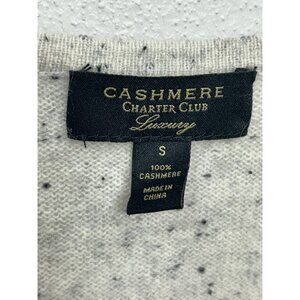 CASHMERE
CHARTER CLUB
Luxury
S
100%
CASHMERE
MADE IN
CHINA